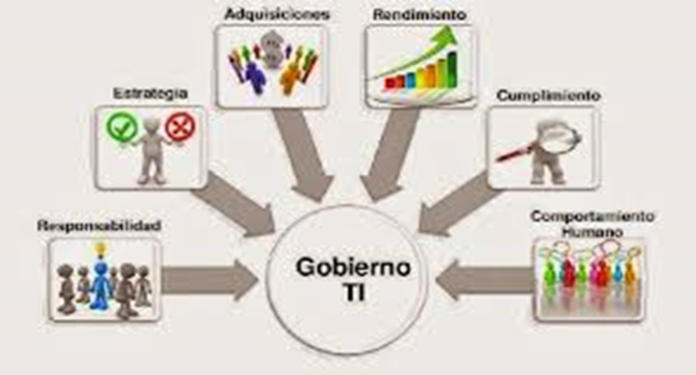 Adquisiciones
Rendimiento
Estrategia
Cumplimiento
Responsabilidad
Comportamiento
Humano
Gobierno
TI